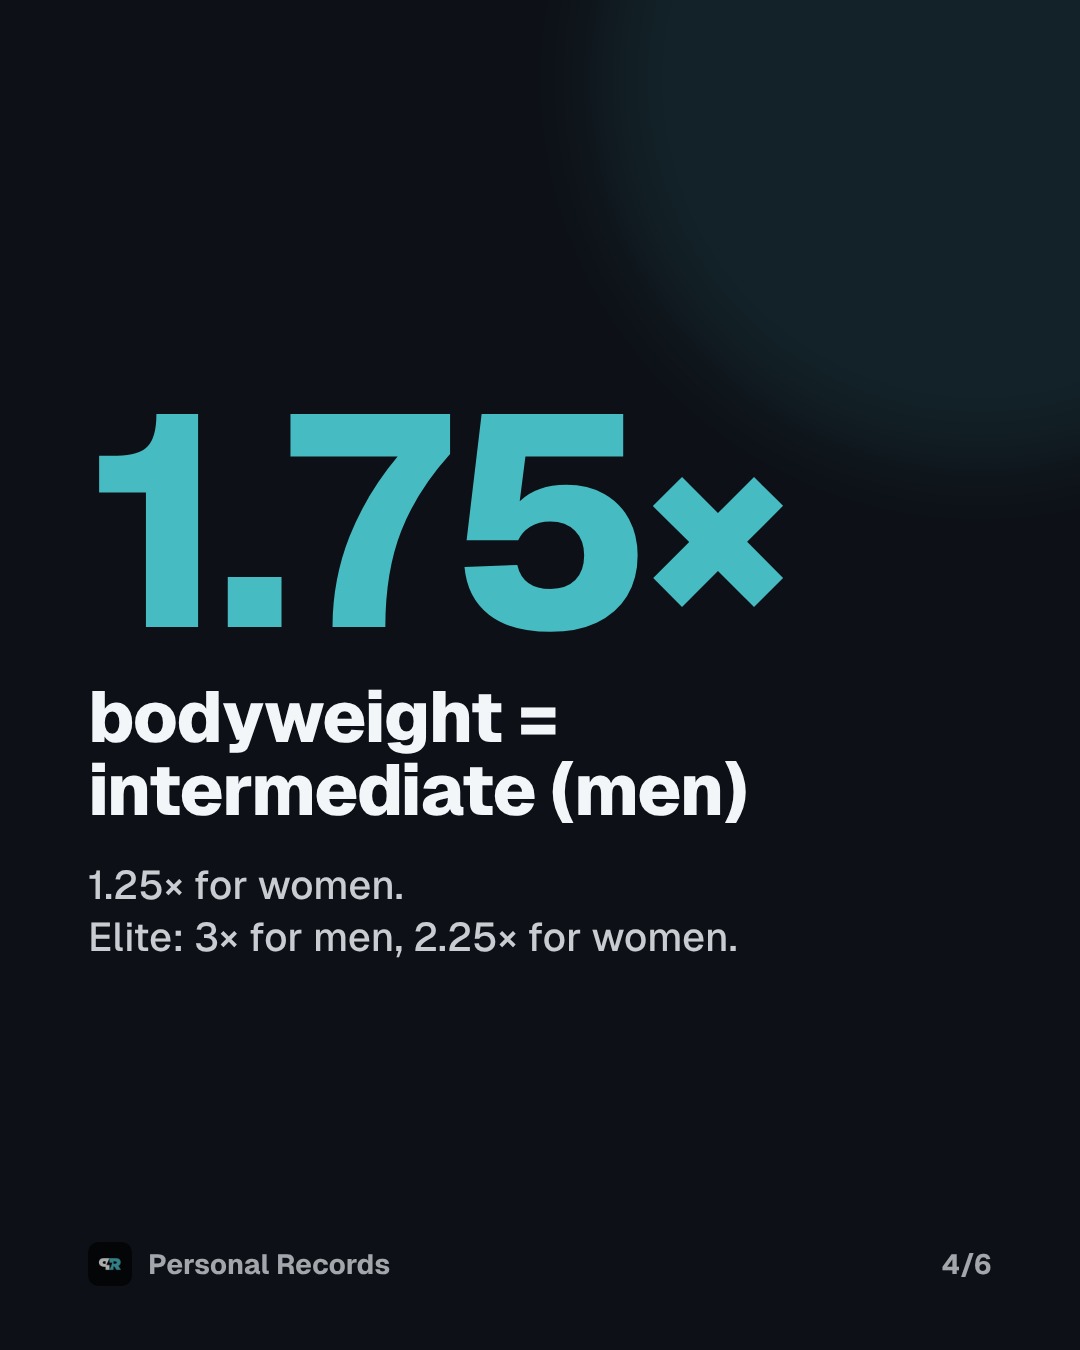 1.75×
bodyweight =
intermediate (men)
1.25× for women.
Elite: 3× for men, 2.25× for women.
PR Personal Records
4/6